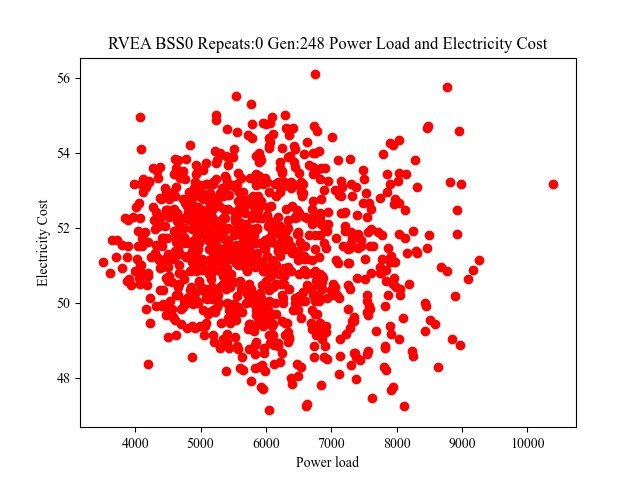 RVEA BSS0 Repeats:0 Gen:248 Power Load and Electricity Cost
56
54
52
50
48
Electricity Cost
4000 5000 6000 7000 8000 9000 10000
Power load